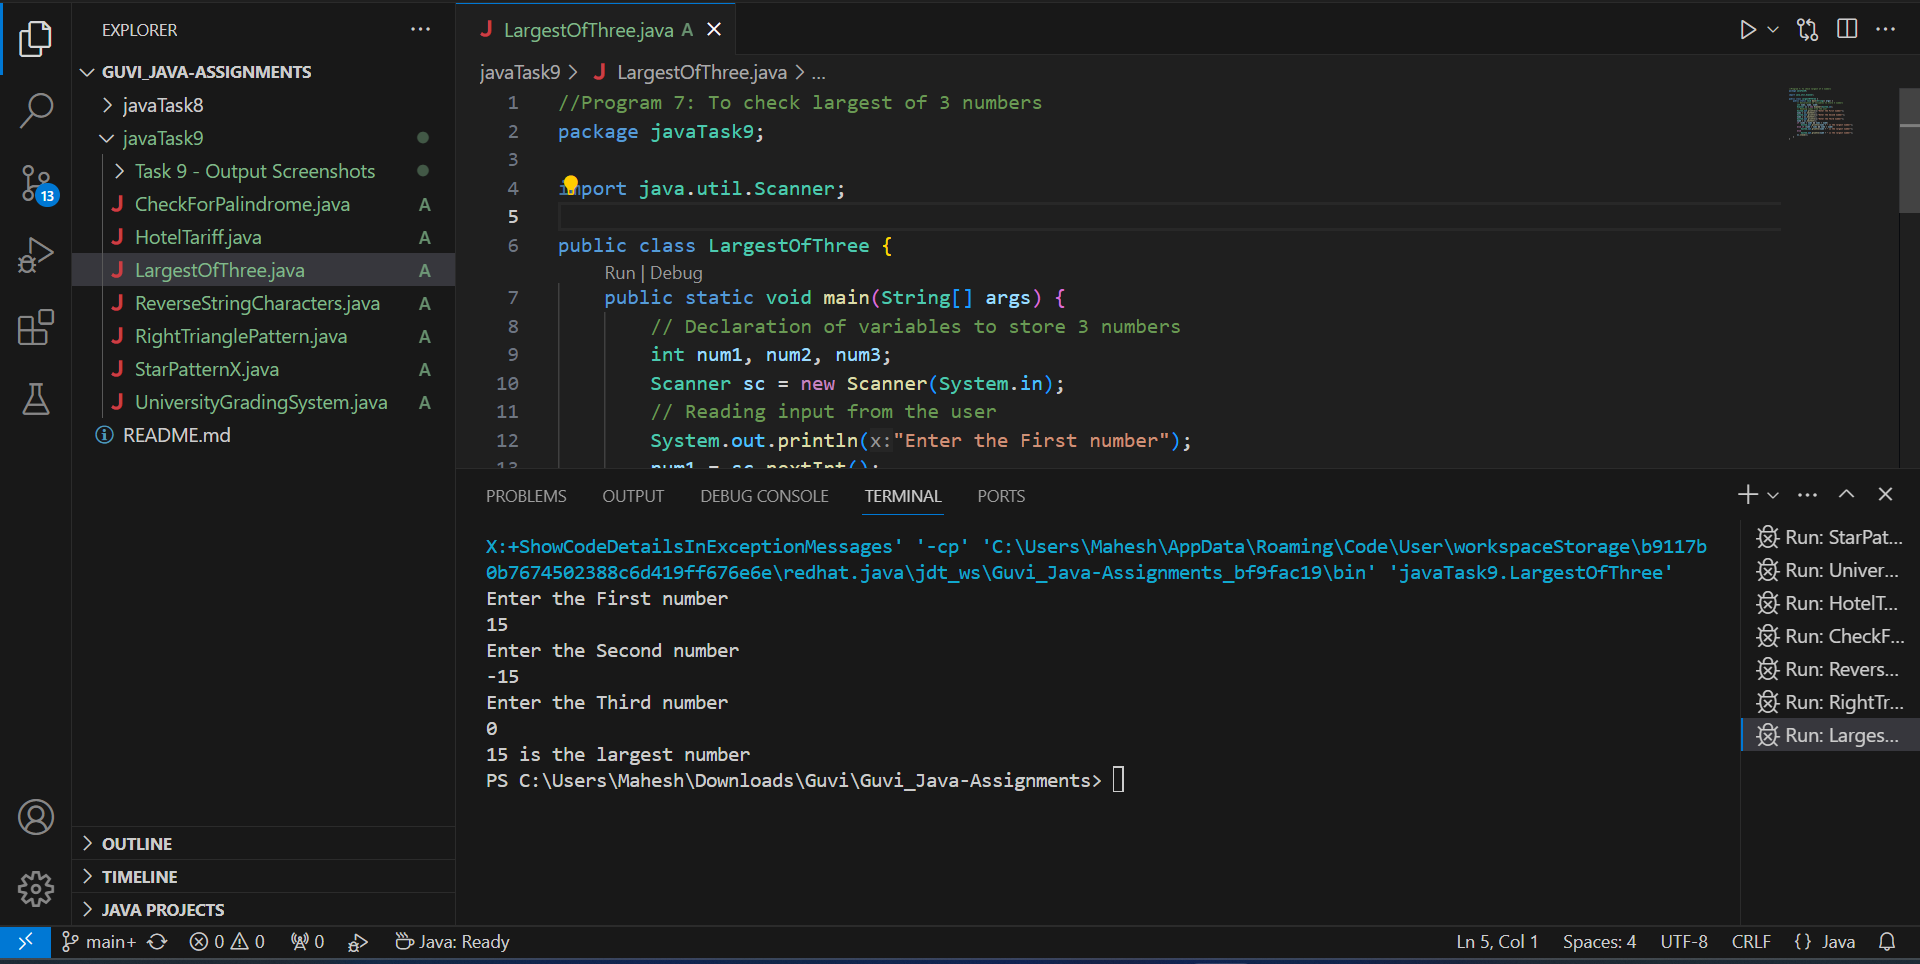 EXPLORER
GUVI_JAVA-ASSIGNMENTS
javaTask8
javaTask9
Task 9 - Output Screenshots
CheckForPalindrome.java A
HotelTariff.java A
LargestOfThree.java A
ReverseStringCharacters.java A
RightTrianglePattern.java A
StarPatternX.java A
UniversityGradingSystem.java A
README.md
13
OUTLINE
TIMELINE
JAVA PROJECTS
LargestOfThree.java A
javaTask9 > LargestOfThree.java > ...
1 //Program 7: To check largest of 3 numbers
2 package javaTask9;
3
4 import java.util.Scanner;
5
6 public class LargestOfThree {
Run | Debug
7 public static void main(String[] args) {
8 // Declaration of variables to store 3 numbers
9 int num1, num2, num3;
10 Scanner sc = new Scanner(System.in);
11 // Reading input from the user
12 System.out.println(x:"Enter the First number");
13 num1 = sc.nextInt();
PROBLEMS OUTPUT DEBUG CONSOLE TERMINAL PORTS
X:+ShowCodeDetailsInExceptionMessages' '-cp' 'C:\Users\Mahesh\AppData\Roaming\Code\User\workspaceStorage\b9117b
0b7674502388c6d419ff676e6e\redhat.java\jdt_ws\Guvi_Java-Assignments_bf9fac19\bin' 'javaTask9.LargestOfThree'
Enter the First number
15
Enter the Second number
-15
Enter the Third number
0
15 is the largest number
PS C:\Users\Mahesh\Downloads\Guvi\Guvi_Java-Assignments>
Run: StarPat...
Run: Univer...
Run: HotelT...
Run: CheckF...
Run: Revers...
Run: RightTr...
Run: Larges...
main+ 0 0 0 Java: Ready Ln 5, Col 1 Spaces: 4 UTF-8 CRLF {} Java